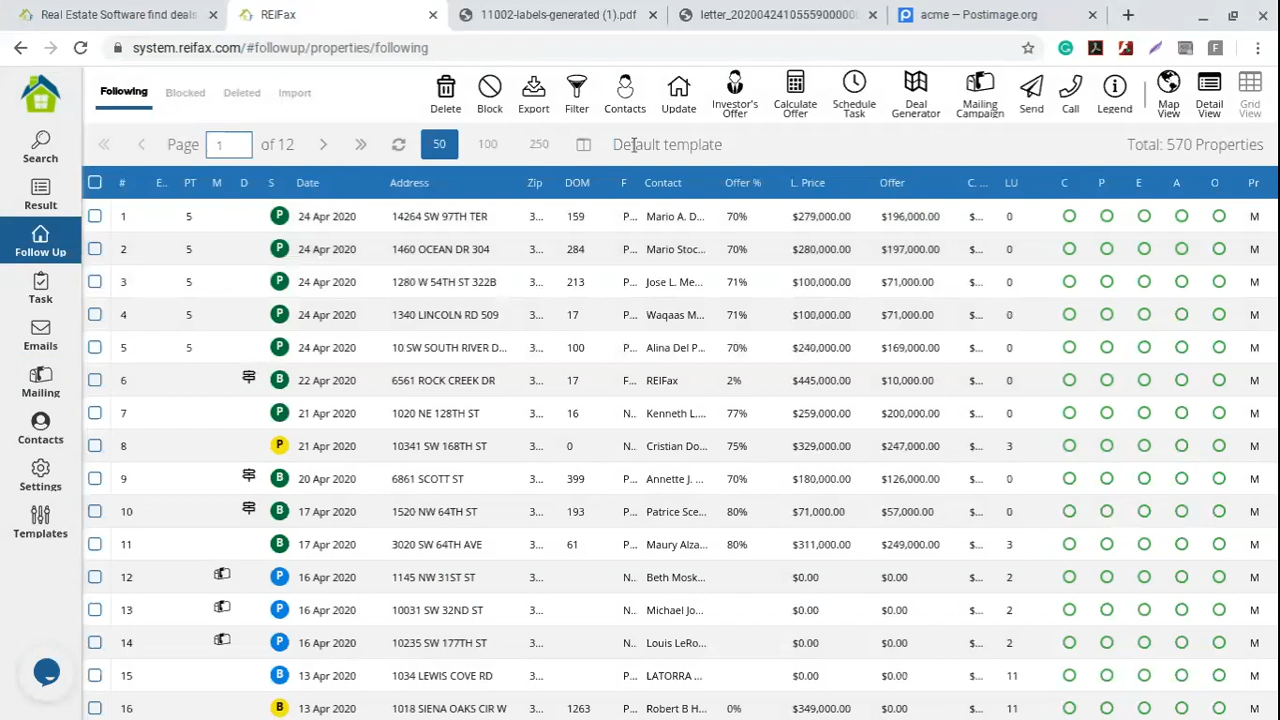 Real Estate Software find deals
REiFax
11002-labels-generated (1).pdf
letter_2020042410555900000
acme — Postimage.org
system.reifax.com/#followup/properties/following
Following Blocked Deleted Import
Delete Block Export Filter Contacts Update Investor's Offer Calculate Offer Schedule Task Deal Generator Mailing Campaign Send Call Legend Map View Detail View Grid View
Search
Result
Follow Up
Task
Emails
Mailing
Contacts
Settings
Templates
Page 1 of 12 50 100 250 Default template Total: 570 Properties
# E.. PT M D S Date Address Zip DOM F Contact Offer % L. Price Offer C. ... LU C P E A O Pr
1 5 P 24 Apr 2020 14264 SW 97TH TER 3... 159 P... Mario A. D... 70% $279,000.00 $196,000.00 $... 0 M
2 5 P 24 Apr 2020 1460 OCEAN DR 304 3... 284 P... Mario Stoc... 70% $280,000.00 $197,000.00 $... 0 M
3 5 P 24 Apr 2020 1280 W 54TH ST 322B 3... 213 P... Jose L. Me... 71% $100,000.00 $71,000.00 $... 0 M
4 5 P 24 Apr 2020 1340 LINCOLN RD 509 3... 17 P... Waqaas M... 71% $100,000.00 $71,000.00 $... 0 M
5 5 P 24 Apr 2020 10 SW SOUTH RIVER D... 3... 100 P... Alina Del P... 70% $240,000.00 $169,000.00 $... 0 M
6 B 22 Apr 2020 6561 ROCK CREEK DR 3... 17 F... REIFax 2% $445,000.00 $10,000.00 $... 0 M
7 P 21 Apr 2020 1020 NE 128TH ST 3... 16 N.. Kenneth L.... 77% $259,000.00 $200,000.00 $... 0 M
8 P 21 Apr 2020 10341 SW 168TH ST 3... 0 N.. Cristian Do... 75% $329,000.00 $247,000.00 $... 3 M
9 B 20 Apr 2020 6861 SCOTT ST 3... 399 P... Annette J. ... 70% $180,000.00 $126,000.00 $... 0 M
10 B 17 Apr 2020 1520 NW 64TH ST 3... 193 P... Patrice Sce... 80% $71,000.00 $57,000.00 $... 0 M
11 B 17 Apr 2020 3020 SW 64TH AVE 3... 61 P... Maury Alza... 80% $311,000.00 $249,000.00 $... 3 M
12 P 16 Apr 2020 1145 NW 31ST ST 3... N.. Beth Mosk... $0.00 $0.00 $... 2 M
13 P 16 Apr 2020 10031 SW 32ND ST 3... N.. Michael Jo... $0.00 $0.00 $... 2 M
14 P 16 Apr 2020 10235 SW 177TH ST 3... N.. Louis LeRo... $0.00 $0.00 $... 2 M
15 B 13 Apr 2020 1034 LEWIS COVE RD 3... P... LATORRA ... $0.00 $0.00 $... 11 M
16 B 13 Apr 2020 1018 SIENA OAKS CIR W 3... 1263 P... Robert B H... 0% $349,000.00 $0.00 $... 11 M